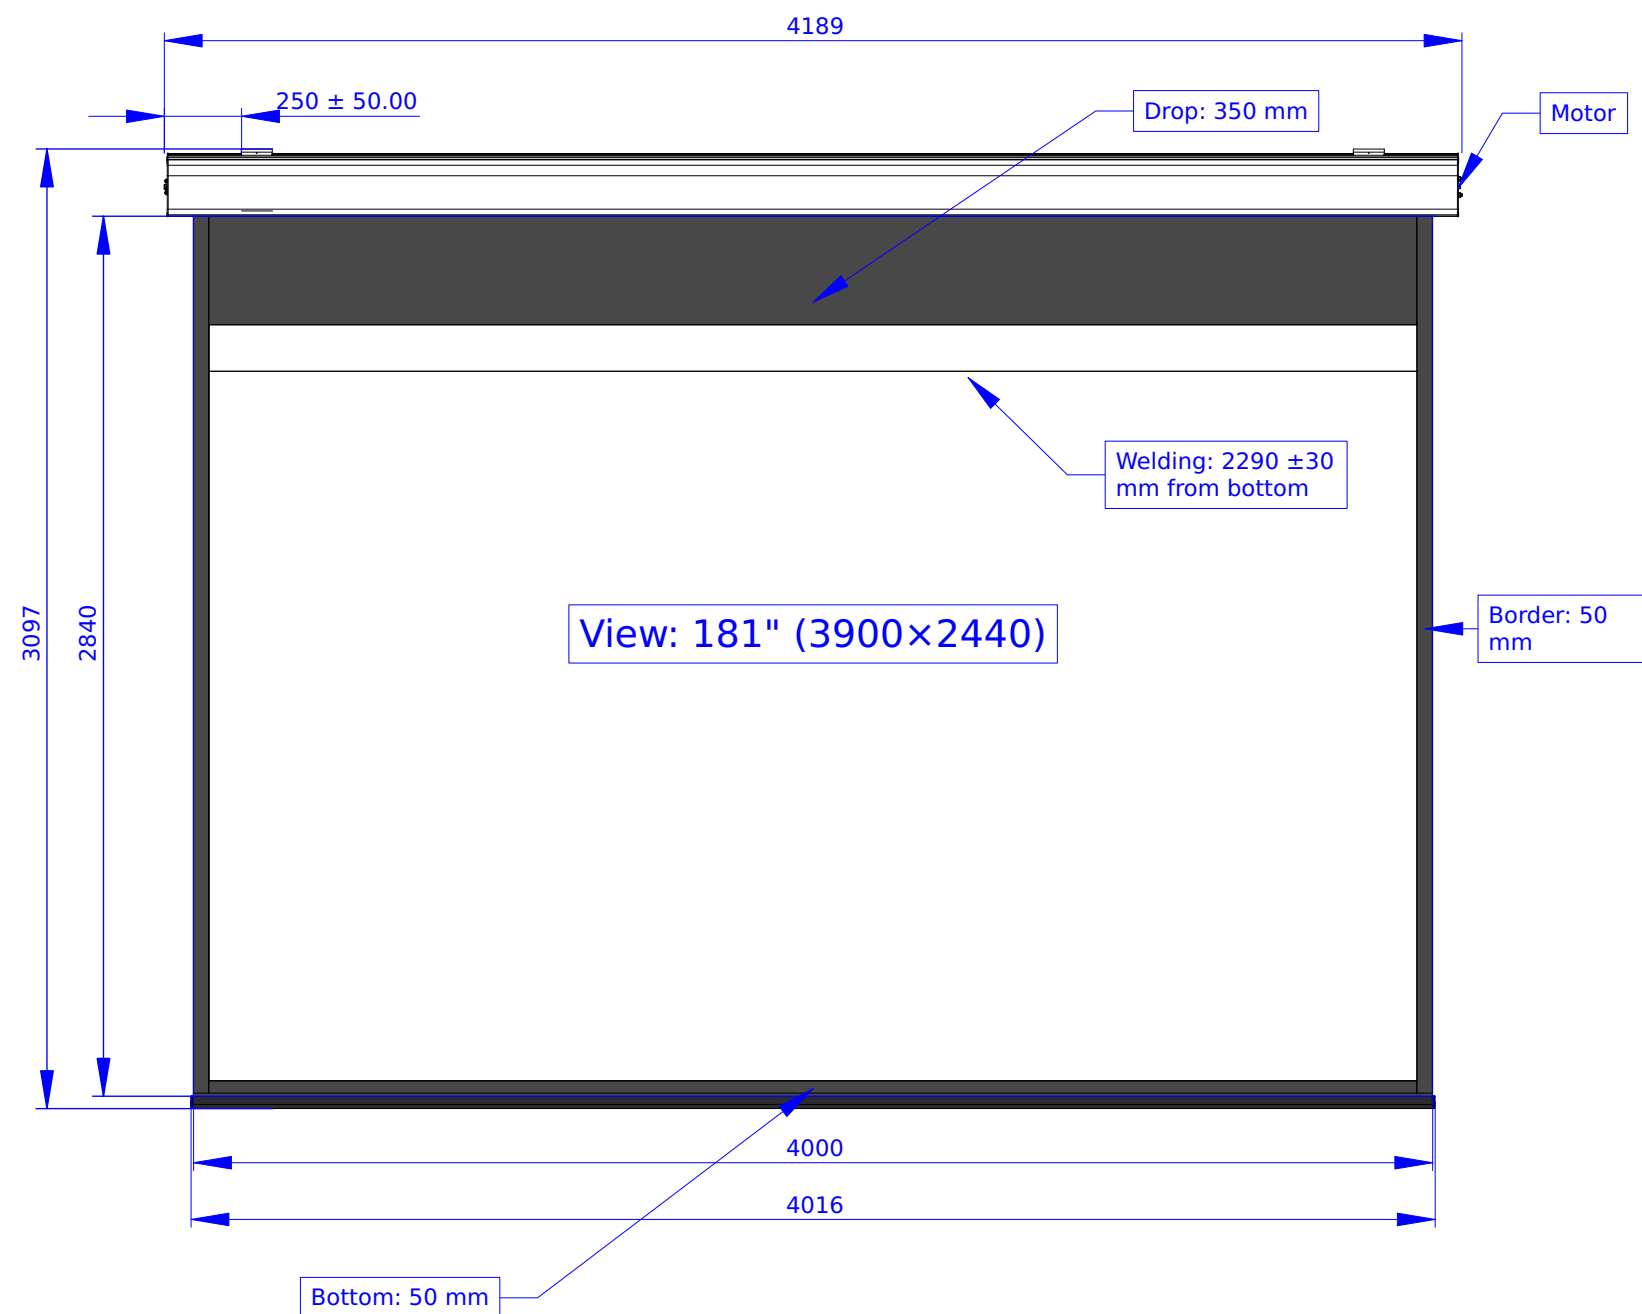 4189
250 ± 50.00
Drop: 350 mm
Motor
Welding: 2290 ±30
mm from bottom
View: 181" (3900×2440)
Border: 50
mm
3097
2840
4000
4016
Bottom: 50 mm